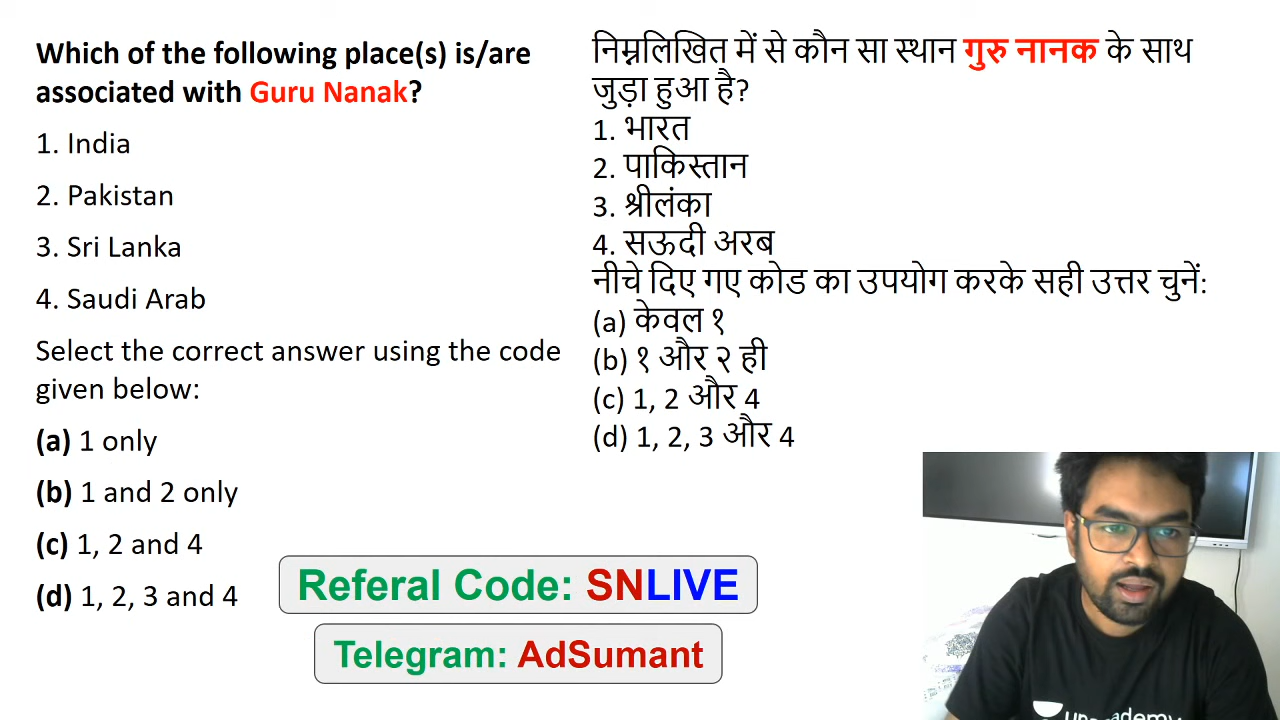 Which of the following place(s) is/are
associated with Guru Nanak?
1. India
2. Pakistan
3. Sri Lanka
4. Saudi Arab
Select the correct answer using the code
given below:
(a) 1 only
(b) 1 and 2 only
(c) 1, 2 and 4
(d) 1, 2, 3 and 4
निम्नलिखित में से कौन सा स्थान गुरु नानक के साथ
जुड़ा हुआ है?
1. भारत
2. पाकिस्तान
3. श्रीलंका
4. सऊदी अरब
नीचे दिए गए कोड का उपयोग करके सही उत्तर चुनें:
(a) केवल १
(b) १ और २ ही
(c) 1, 2 और 4
(d) 1, 2, 3 और 4
Referal Code: SNLIVE
Telegram: AdSumant